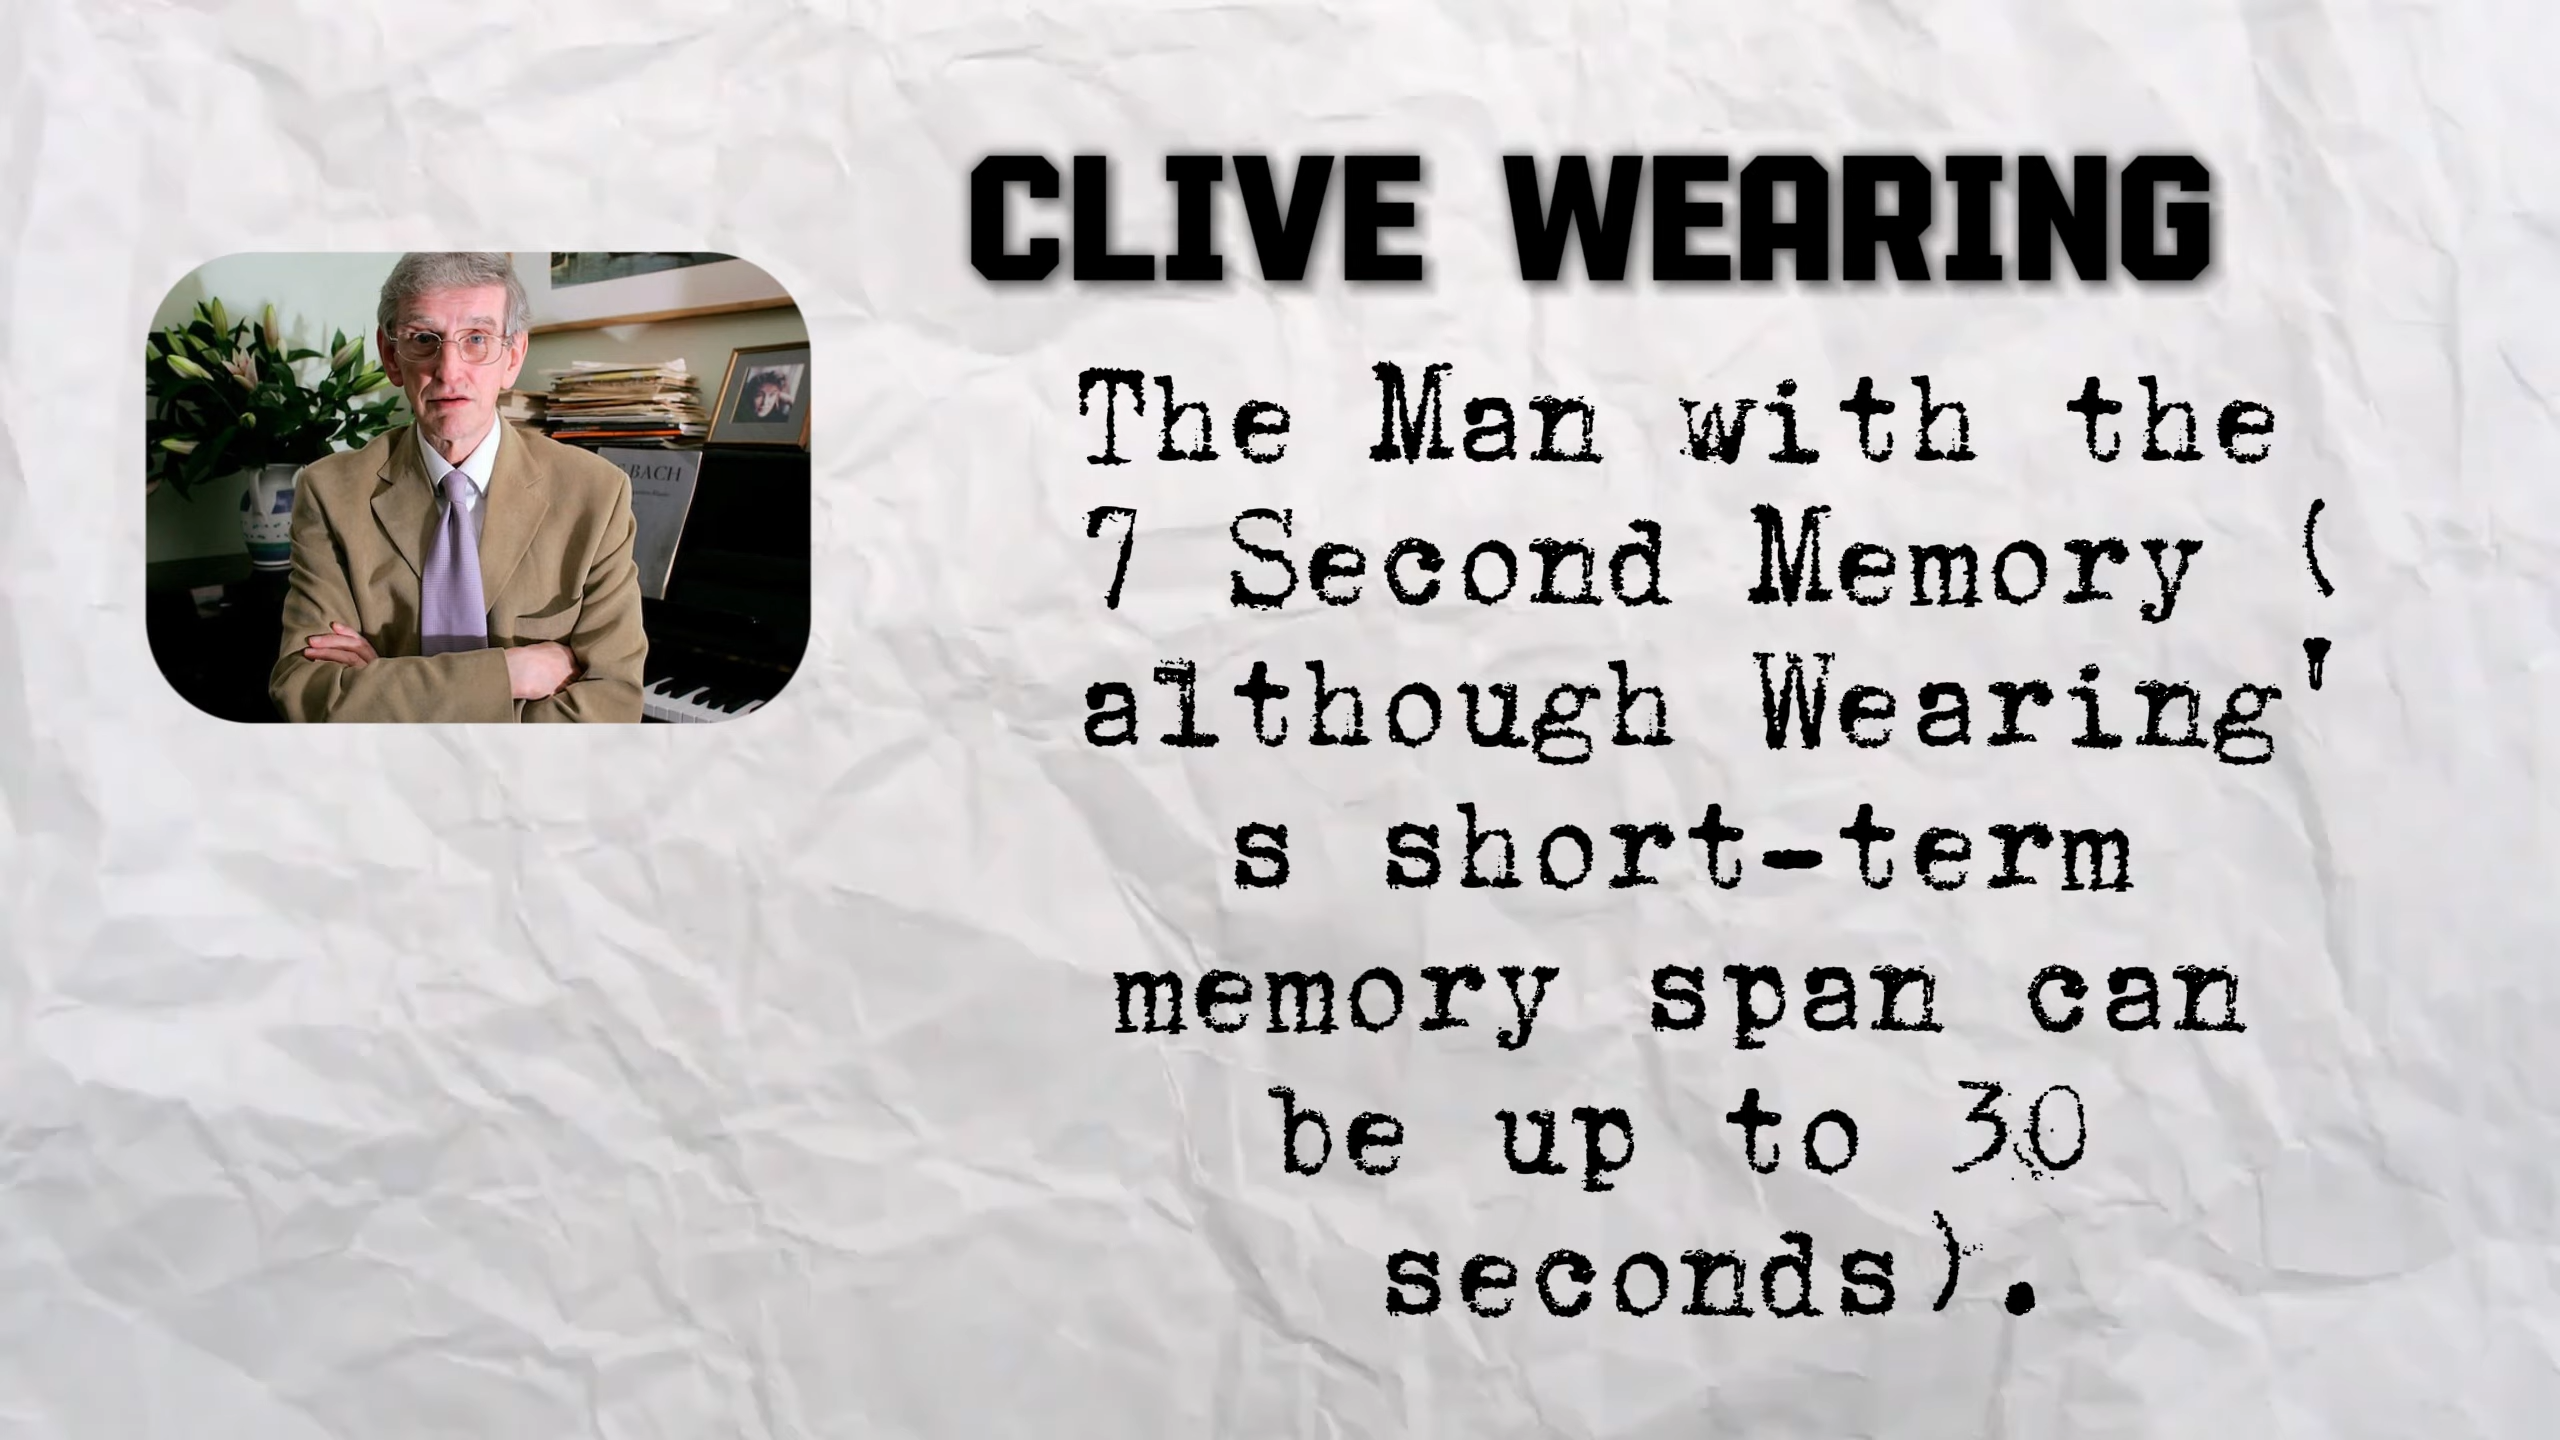 CLIVE WEARING
The Man with the
7 Second Memory (
although Wearing'
s short-term
memory span can
be up to 30
seconds).
BACH